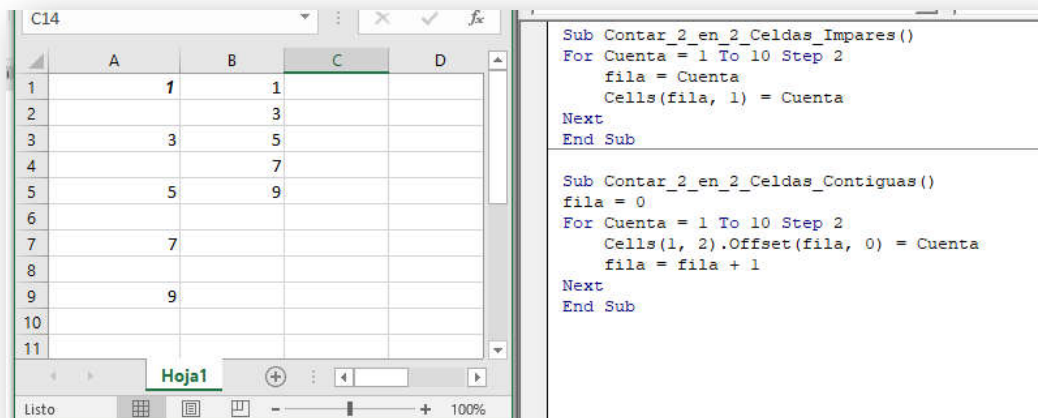 C14
fx
A B C D
1 1 1
2 3
3 3 5
4 7
5 5 9
6
7 7
8
9 9
10
11
Hoja1
Listo 100%
Sub Contar_2_en_2_Celdas_Impares()
For Cuenta = 1 To 10 Step 2
fila = Cuenta
Cells(fila, 1) = Cuenta
Next
End Sub
Sub Contar_2_en_2_Celdas_Contiguas()
fila = 0
For Cuenta = 1 To 10 Step 2
Cells(1, 2).Offset(fila, 0) = Cuenta
fila = fila + 1
Next
End Sub